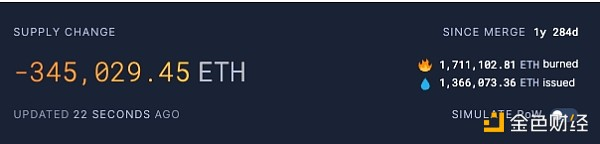 SUPPLY CHANGE
SINCE MERGE 1y 284d
-345,029.45 ETH
1,711,102.81 ETH burned
1,366,073.36 ETH issued
UPDATED 22 SECONDS AGO
SIMULATE PoW
金色财经